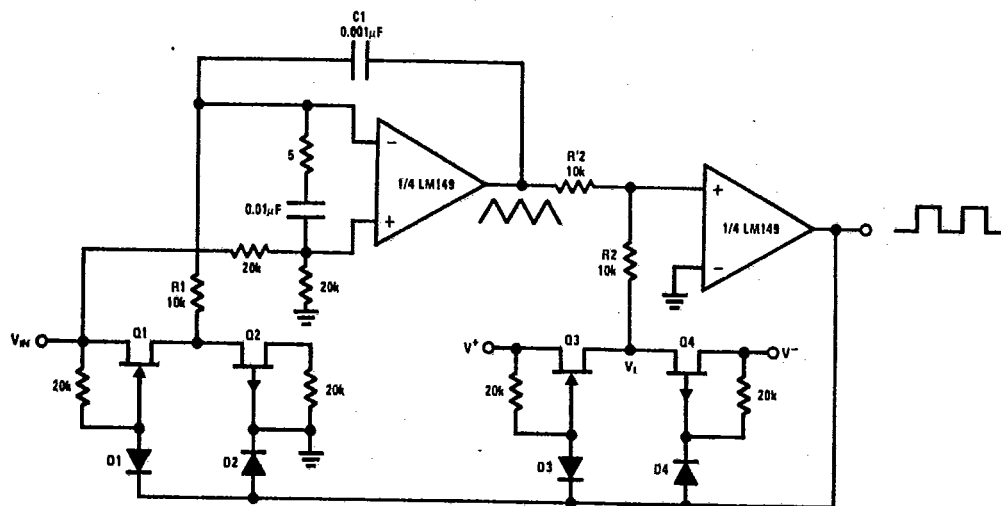 C1
0.001μF
5
1/4 LM149
R'2
10k
0.01μF
1/4 LM149
20k
R1
10k
20k
R2
10k
VIN
Q1
Q2
V+
Q3
V1
Q4
V-
20k
20k
20k
20k
D1
D2
D3
D4